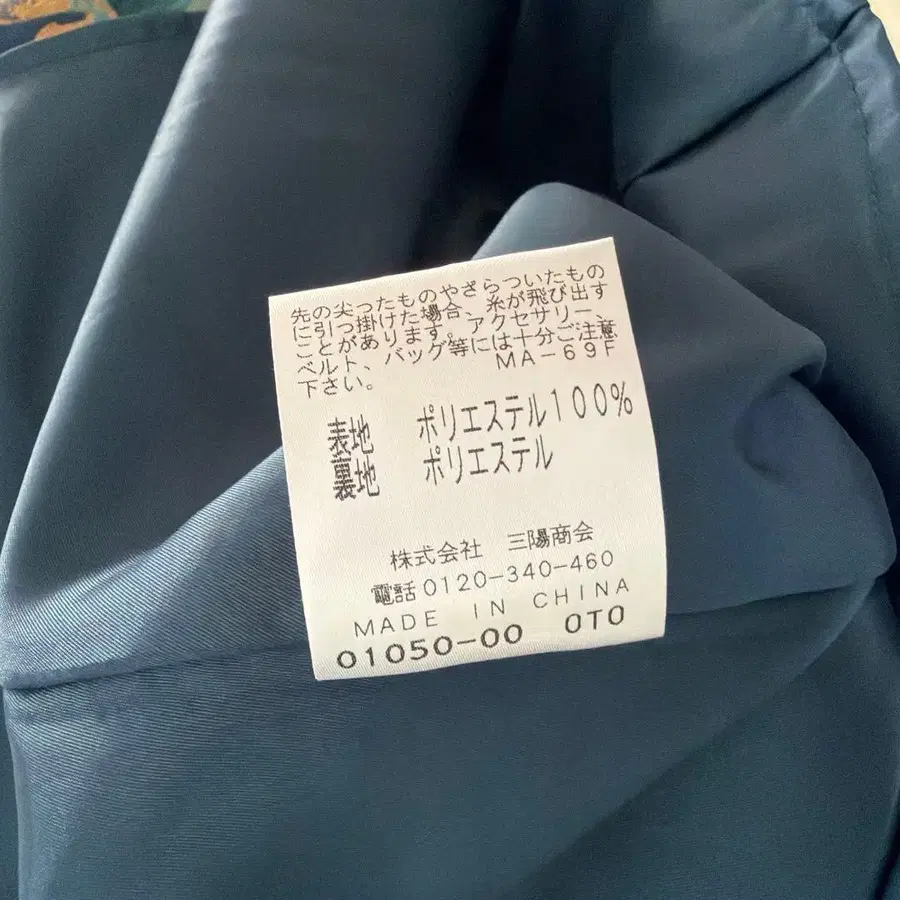 先の尖ったものやざらついたもの
に引っ掛けた場合、糸が飛び出す
ことがあります。アクセサリー、
ベルト、バッグ等には十分ご注意
下さい。 MA-69F
表地 ポリエステル100%
裏地 ポリエステル
株式会社 三陽商会
電話0120-340-460
MADE IN CHINA
01050-00 0T0